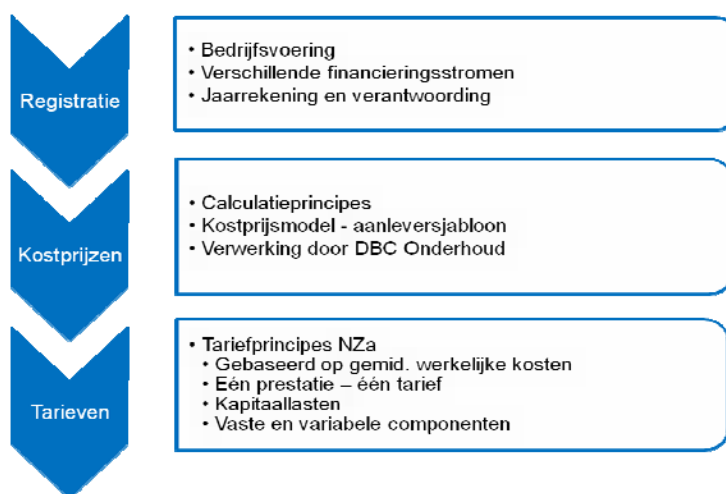 Registratie
• Bedrijfsvoering
• Verschillende financieringsstromen
• Jaarrekening en verantwoording
Kostprijzen
• Calculatieprincipes
• Kostprijsmodel - aanleversjabloon
• Verwerking door DBC Onderhoud
Tarieven
• Tariefprincipes NZa
• Gebaseerd op gemid. werkelijke kosten
• Eén prestatie – één tarief
• Kapitaallasten
• Vaste en variabele componenten